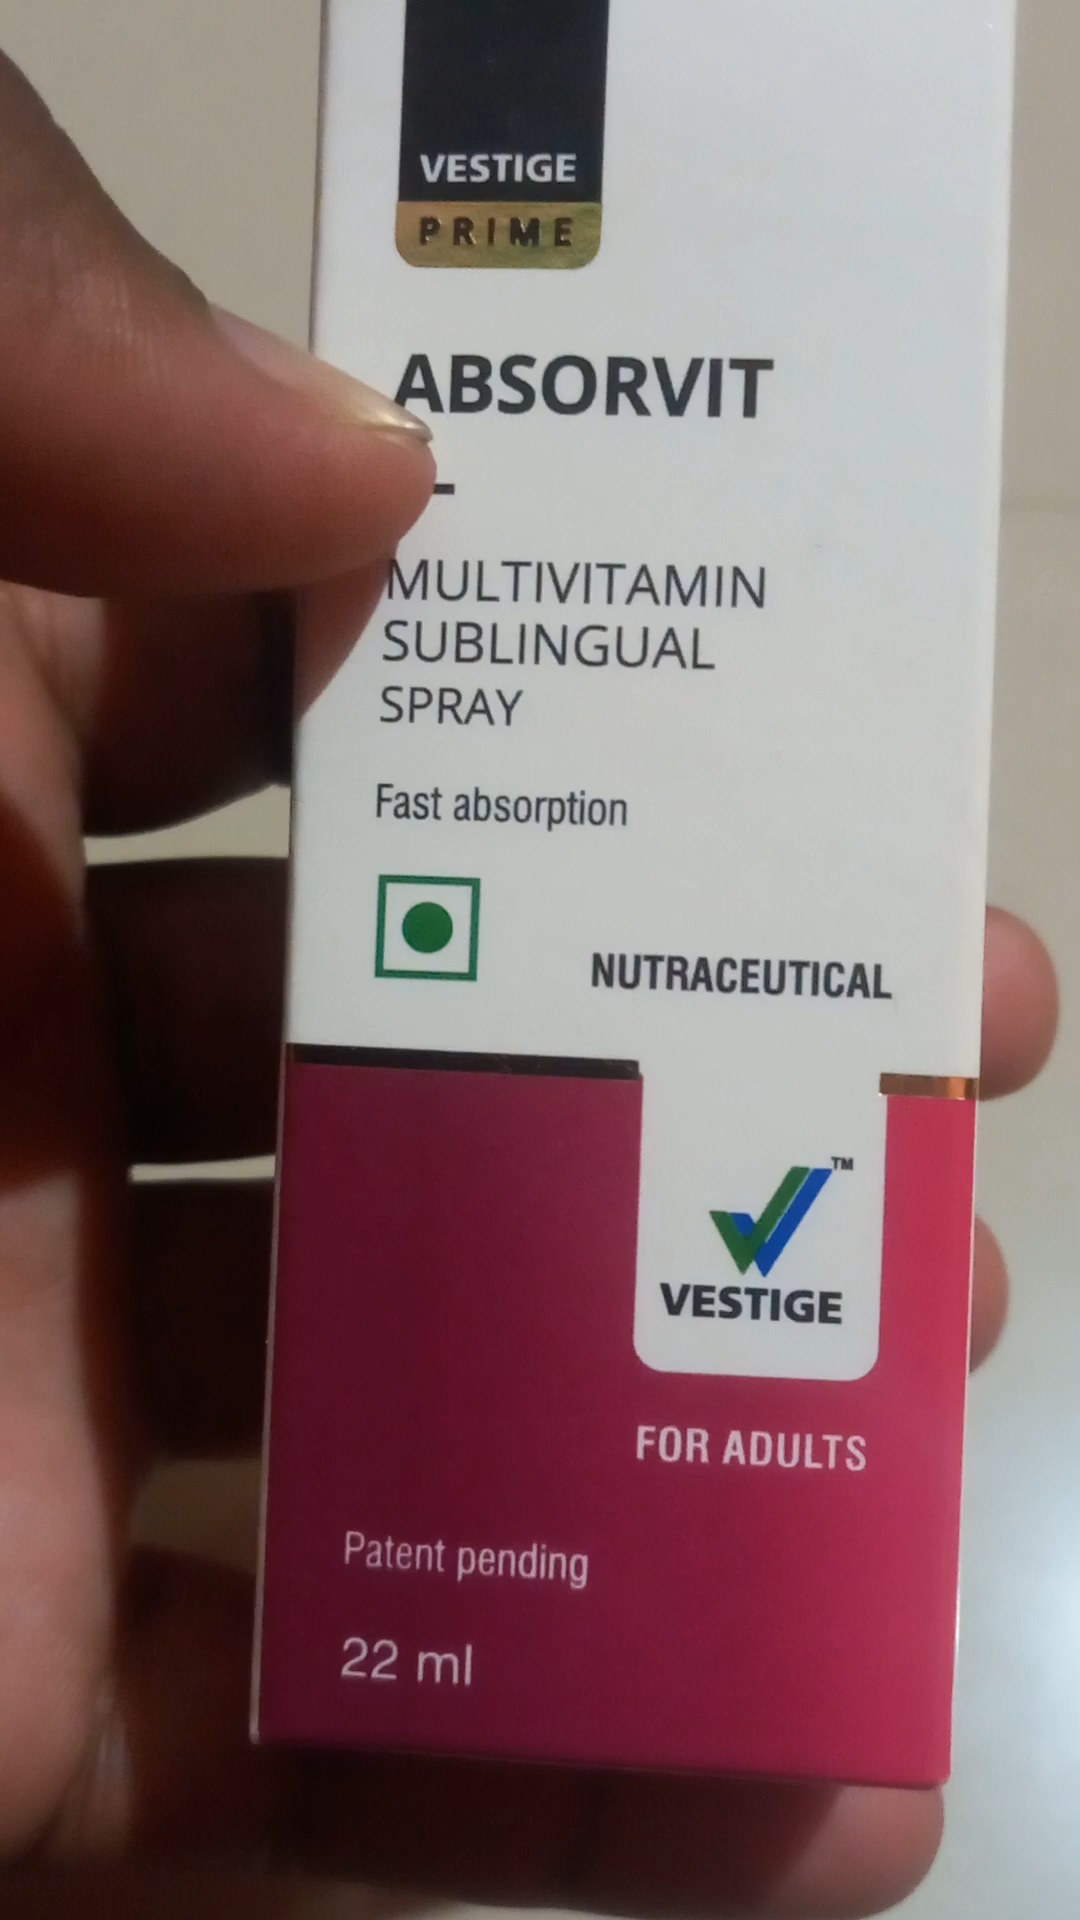 VESTIGE
PRIME
ABSORVIT
MULTIVITAMIN
SUBLINGUAL
SPRAY
Fast absorption
NUTRACEUTICAL
TM
VESTIGE
FOR ADULTS
Patent pending
22 ml